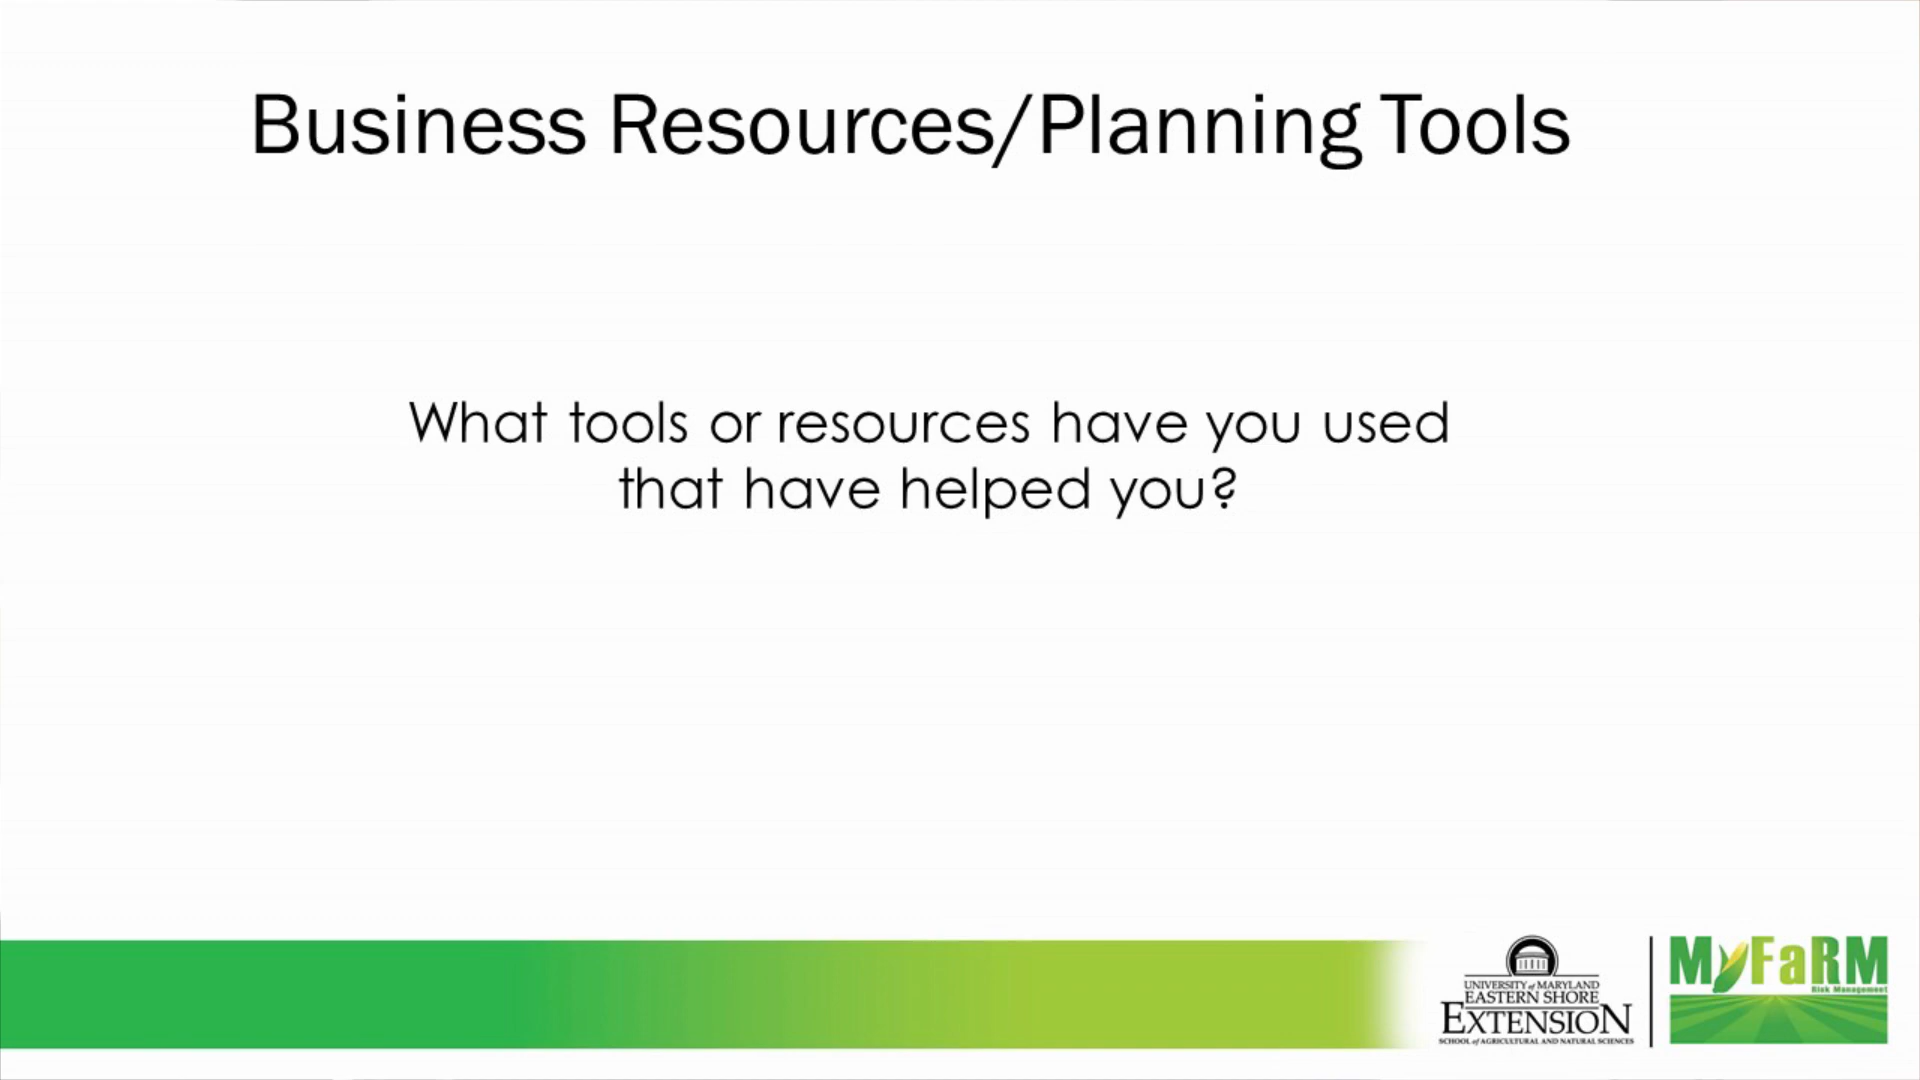 Business Resources/Planning Tools
What tools or resources have you used
that have helped you?
UNIVERSITY of MARYLAND
EASTERN SHORE
EXTENSION
SCHOOL of AGRICULTURAL AND NATURAL SCIENCES
MyFaRM
Risk Management